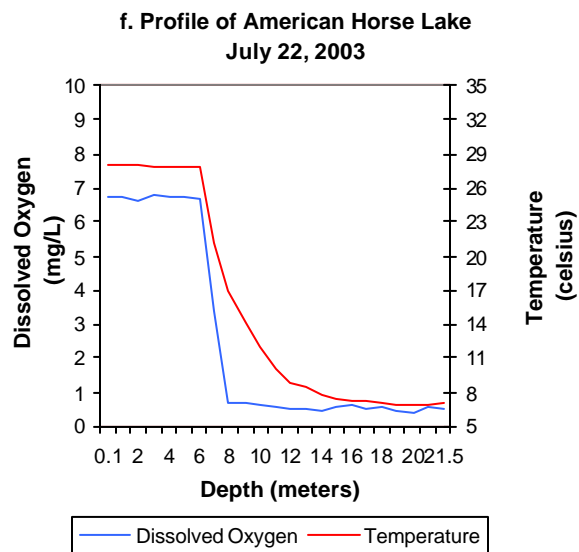 f. Profile of American Horse Lake
July 22, 2003
Dissolved Oxygen
(mg/L)
10
9
8
7
6
5
4
3
2
1
0
35
32
29
26
23
20
17
14
11
8
5
Temperature
(celsius)
0.1 2 4 6 8 10 12 14 16 18 20 21.5
Depth (meters)
Dissolved Oxygen Temperature